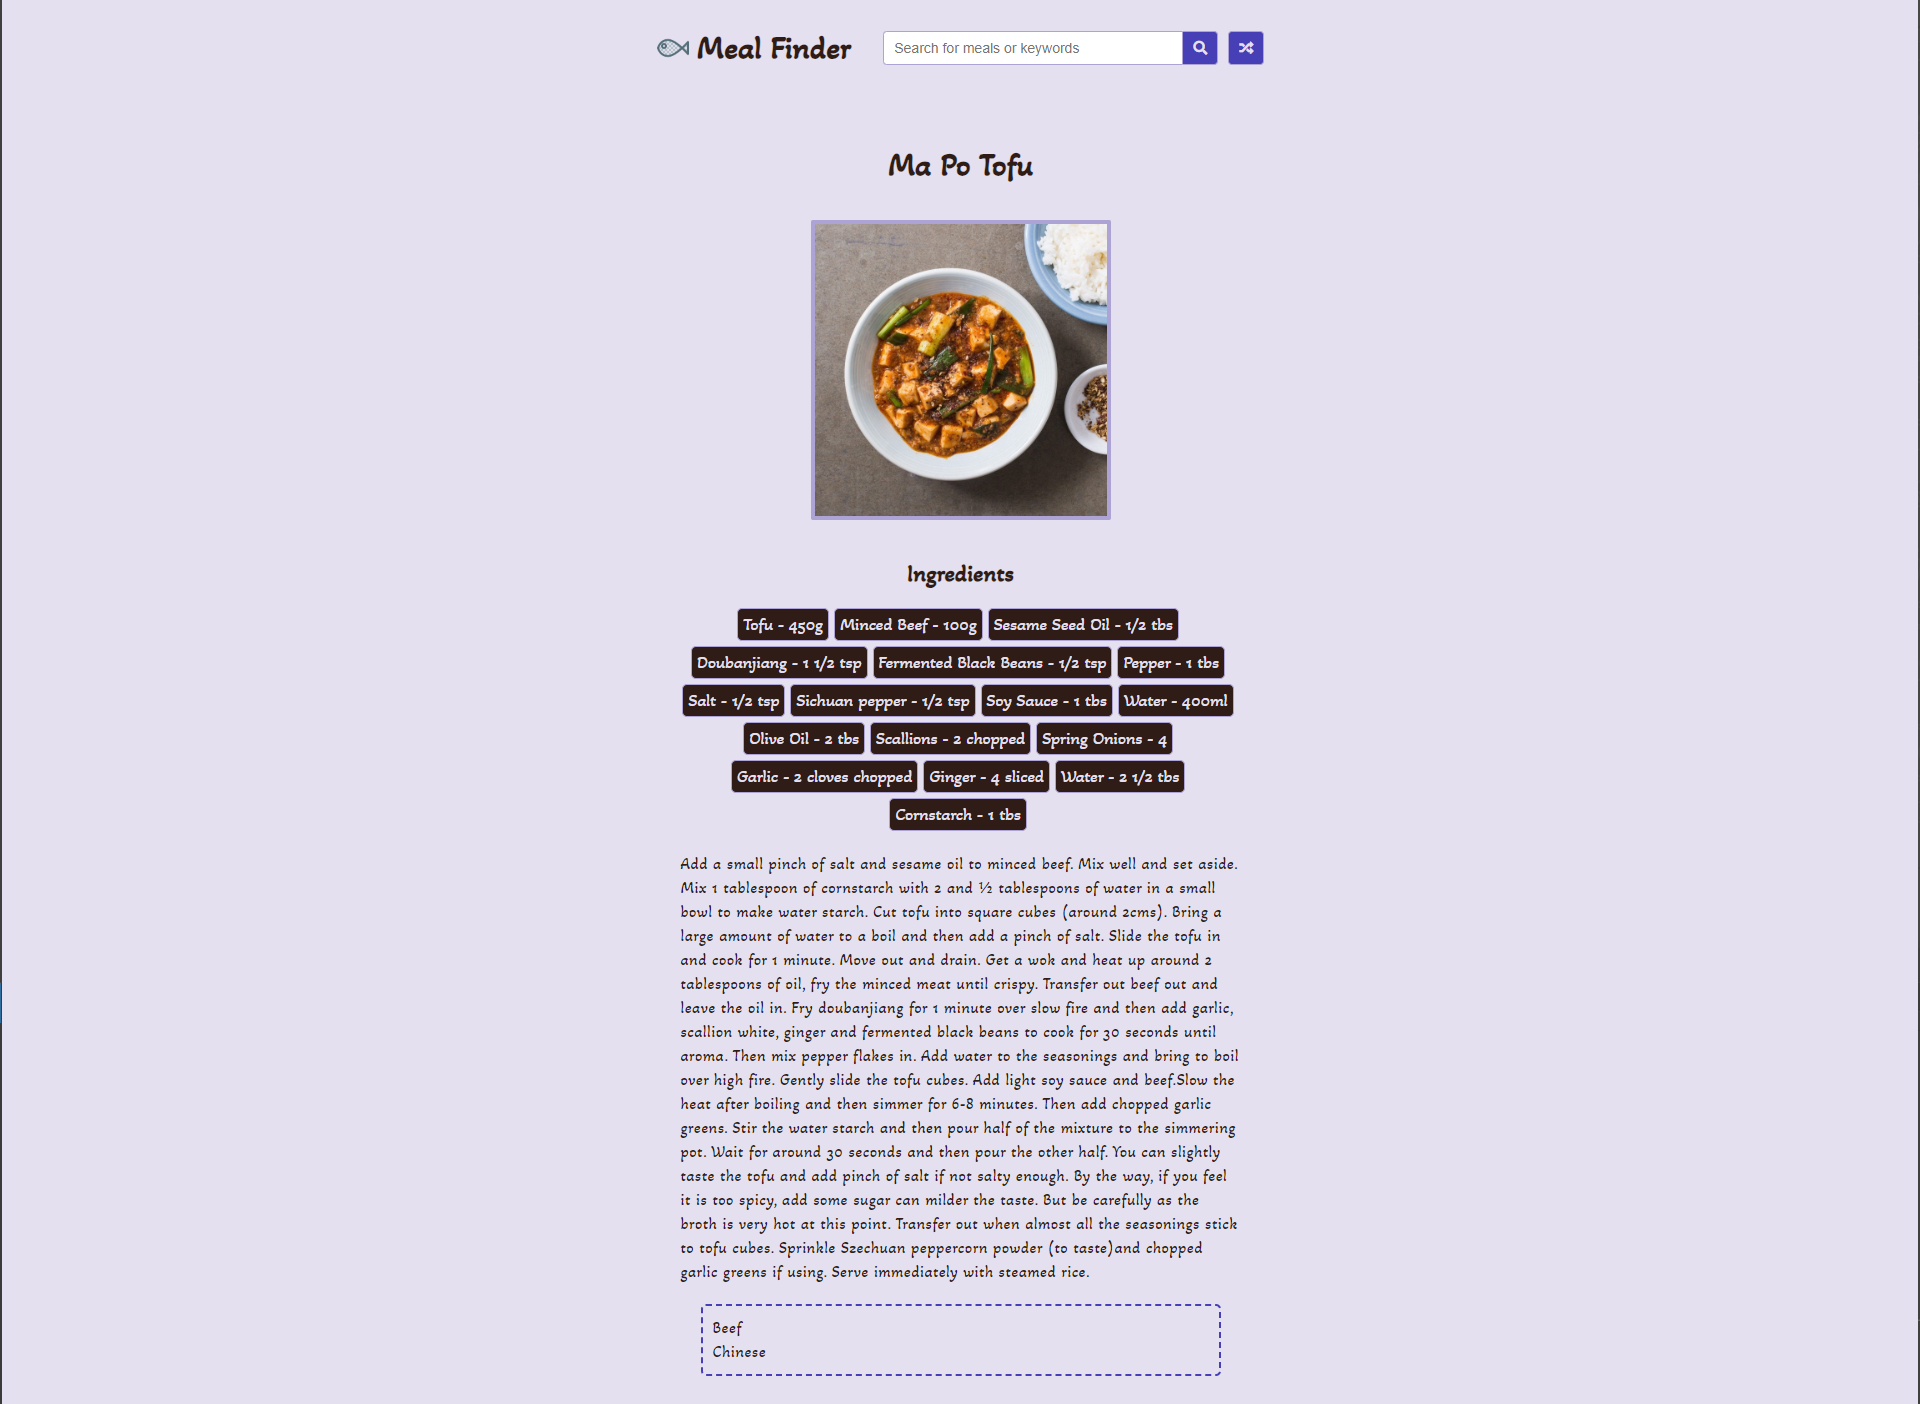 Meal Finder
Search for meals or keywords
Ma Po Tofu
Ingredients
Tofu - 450g Minced Beef - 100g Sesame Seed Oil - 1/2 tbs
Doubanjiang - 1 1/2 tsp Fermented Black Beans - 1/2 tsp Pepper - 1 tbs
Salt - 1/2 tsp Sichuan pepper - 1/2 tsp Soy Sauce - 1 tbs Water - 400ml
Olive Oil - 2 tbs Scallions - 2 chopped Spring Onions - 4
Garlic - 2 cloves chopped Ginger - 4 sliced Water - 2 1/2 tbs
Cornstarch - 1 tbs
Add a small pinch of salt and sesame oil to minced beef. Mix well and set aside.
Mix 1 tablespoon of cornstarch with 2 and ½ tablespoons of water in a small
bowl to make water starch. Cut tofu into square cubes (around 2cms). Bring a
large amount of water to a boil and then add a pinch of salt. Slide the tofu in
and cook for 1 minute. Move out and drain. Get a wok and heat up around 2
tablespoons of oil, fry the minced meat until crispy. Transfer out beef out and
leave the oil in. Fry doubanjiang for 1 minute over slow fire and then add garlic,
scallion white, ginger and fermented black beans to cook for 30 seconds until
aroma. Then mix pepper flakes in. Add water to the seasonings and bring to boil
over high fire. Gently slide the tofu cubes. Add light soy sauce and beef.Slow the
heat after boiling and then simmer for 6-8 minutes. Then add chopped garlic
greens. Stir the water starch and then pour half of the mixture to the simmering
pot. Wait for around 30 seconds and then pour the other half. You can slightly
taste the tofu and add pinch of salt if not salty enough. By the way, if you feel
it is too spicy, add some sugar can milder the taste. But be carefully as the
broth is very hot at this point. Transfer out when almost all the seasonings stick
to tofu cubes. Sprinkle Szechuan peppercorn powder (to taste)and chopped
garlic greens if using. Serve immediately with steamed rice.
Beef
Chinese